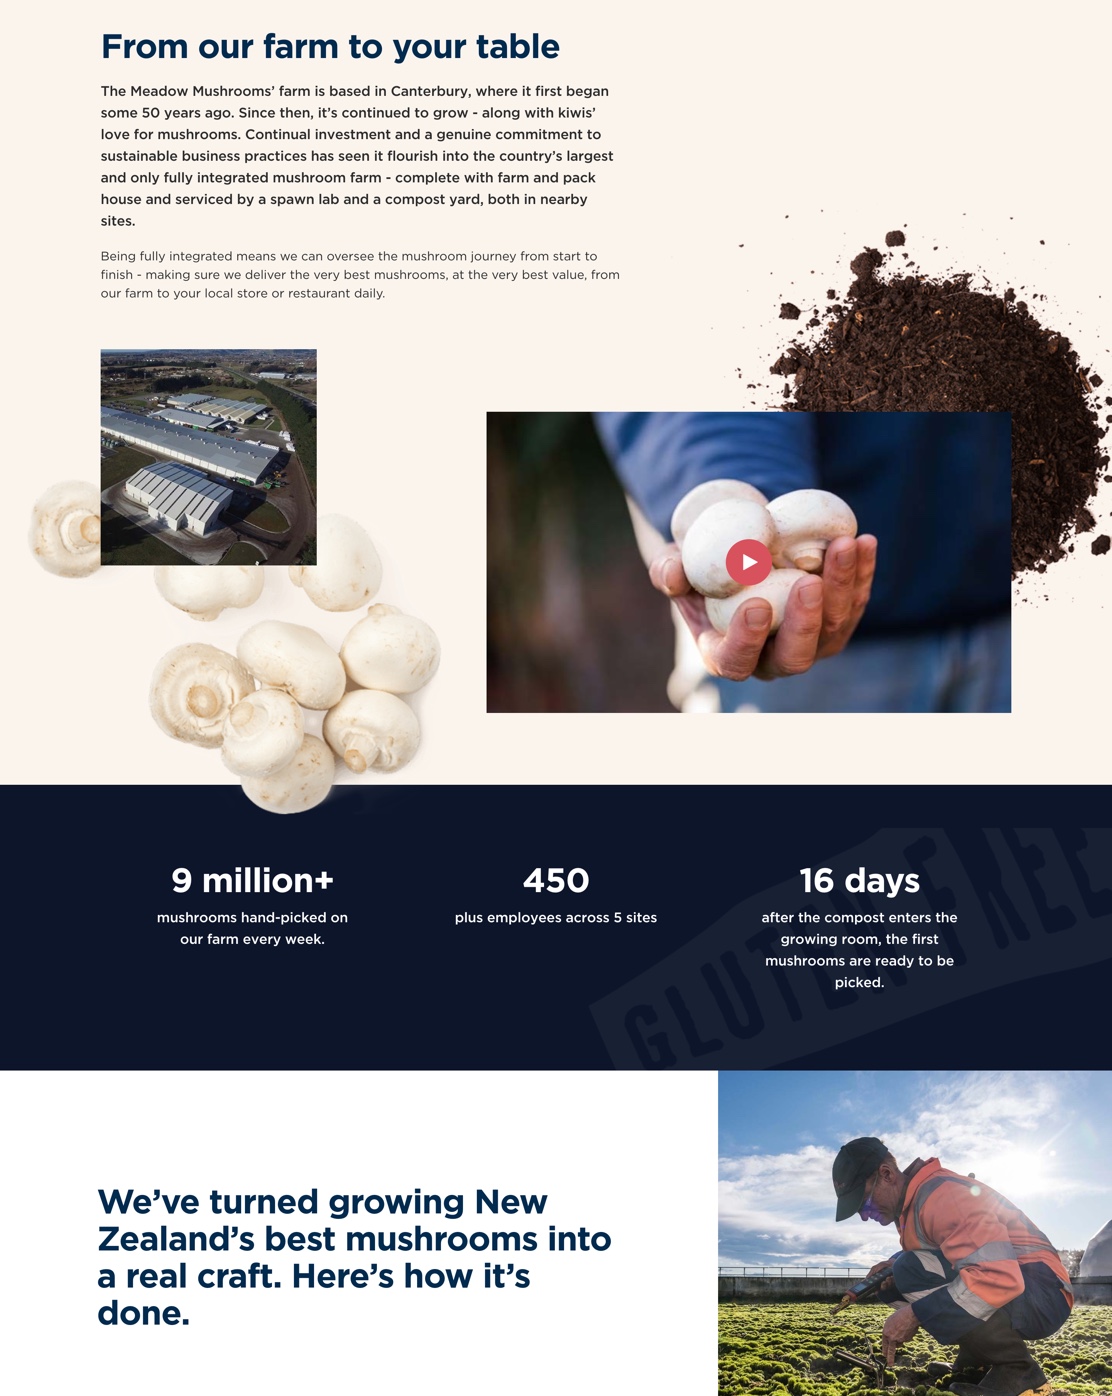 From our farm to your table
The Meadow Mushrooms’ farm is based in Canterbury, where it first began
some 50 years ago. Since then, it’s continued to grow - along with kiwis’
love for mushrooms. Continual investment and a genuine commitment to
sustainable business practices has seen it flourish into the country’s largest
and only fully integrated mushroom farm - complete with farm and pack
house and serviced by a spawn lab and a compost yard, both in nearby
sites.
Being fully integrated means we can oversee the mushroom journey from start to
finish - making sure we deliver the very best mushrooms, at the very best value, from
our farm to your local store or restaurant daily.
9 million+
mushrooms hand-picked on
our farm every week.
450
plus employees across 5 sites
16 days
after the compost enters the
growing room, the first
mushrooms are ready to be
picked.
GLUTEN FREE
We’ve turned growing New
Zealand’s best mushrooms into
a real craft. Here’s how it’s
done.